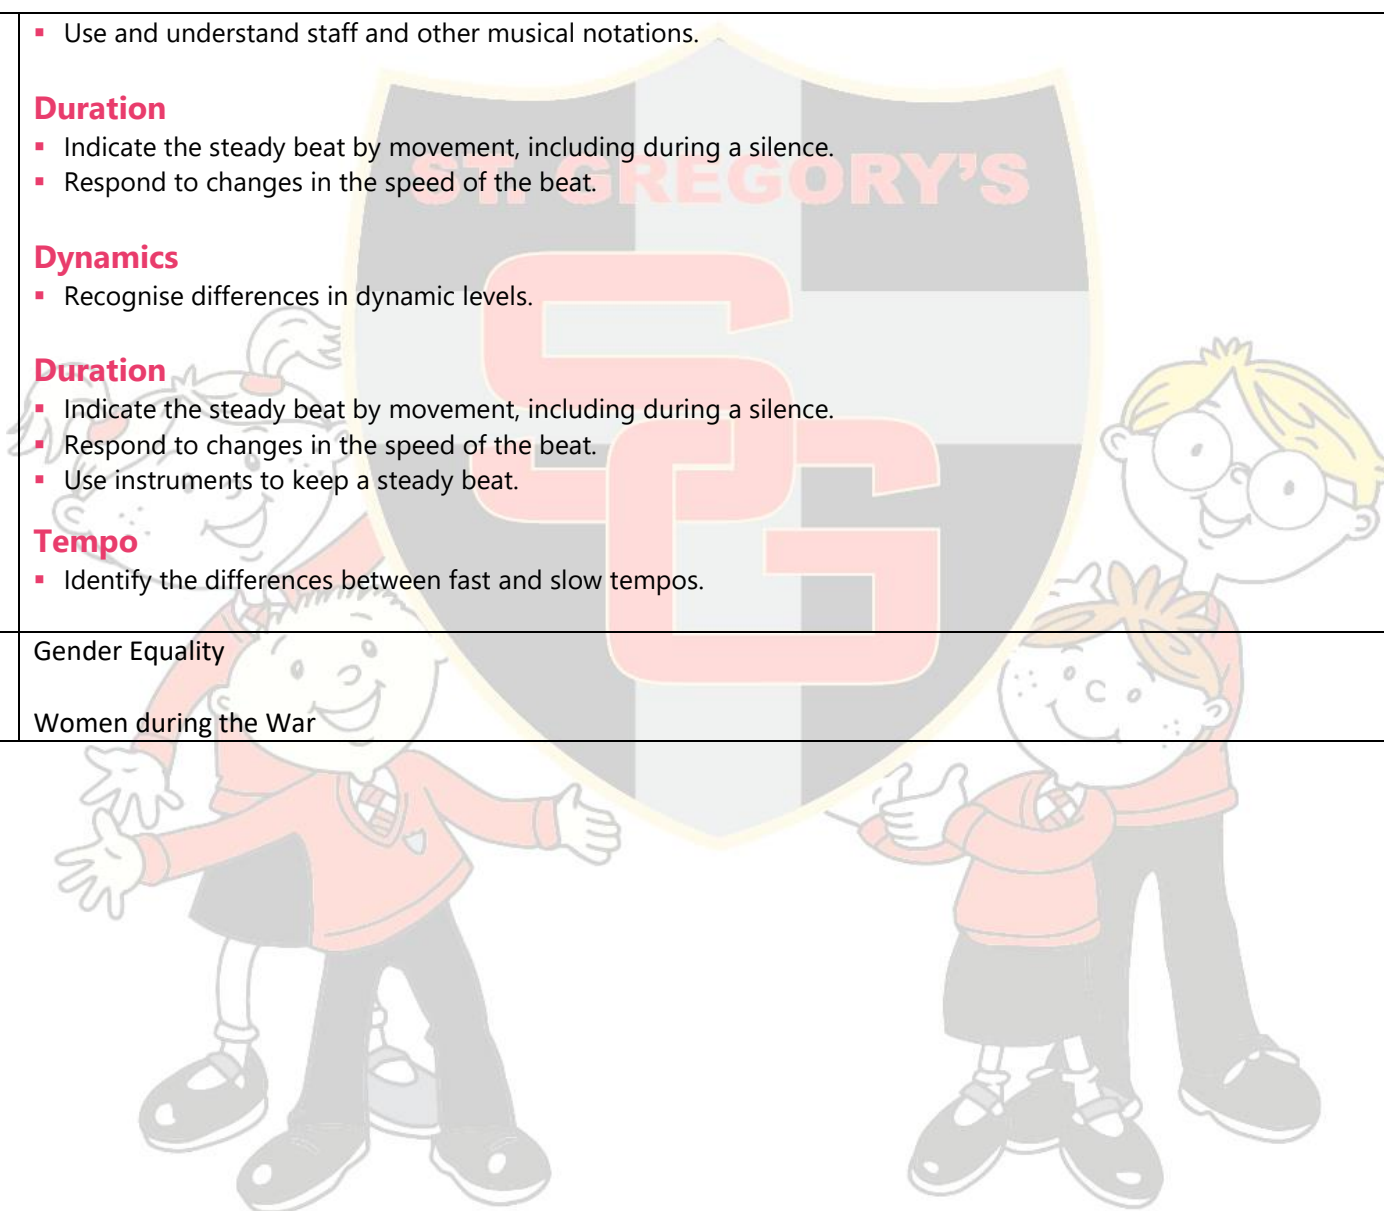 ▪ Use and understand staff and other musical notations.
Duration
▪ Indicate the steady beat by movement, including during a silence.
▪ Respond to changes in the speed of the beat.
Dynamics
▪ Recognise differences in dynamic levels.
Duration
▪ Indicate the steady beat by movement, including during a silence.
▪ Respond to changes in the speed of the beat.
▪ Use instruments to keep a steady beat.
Tempo
▪ Identify the differences between fast and slow tempos.
Gender Equality
Women during the War
ST. GREGORY'S
SG